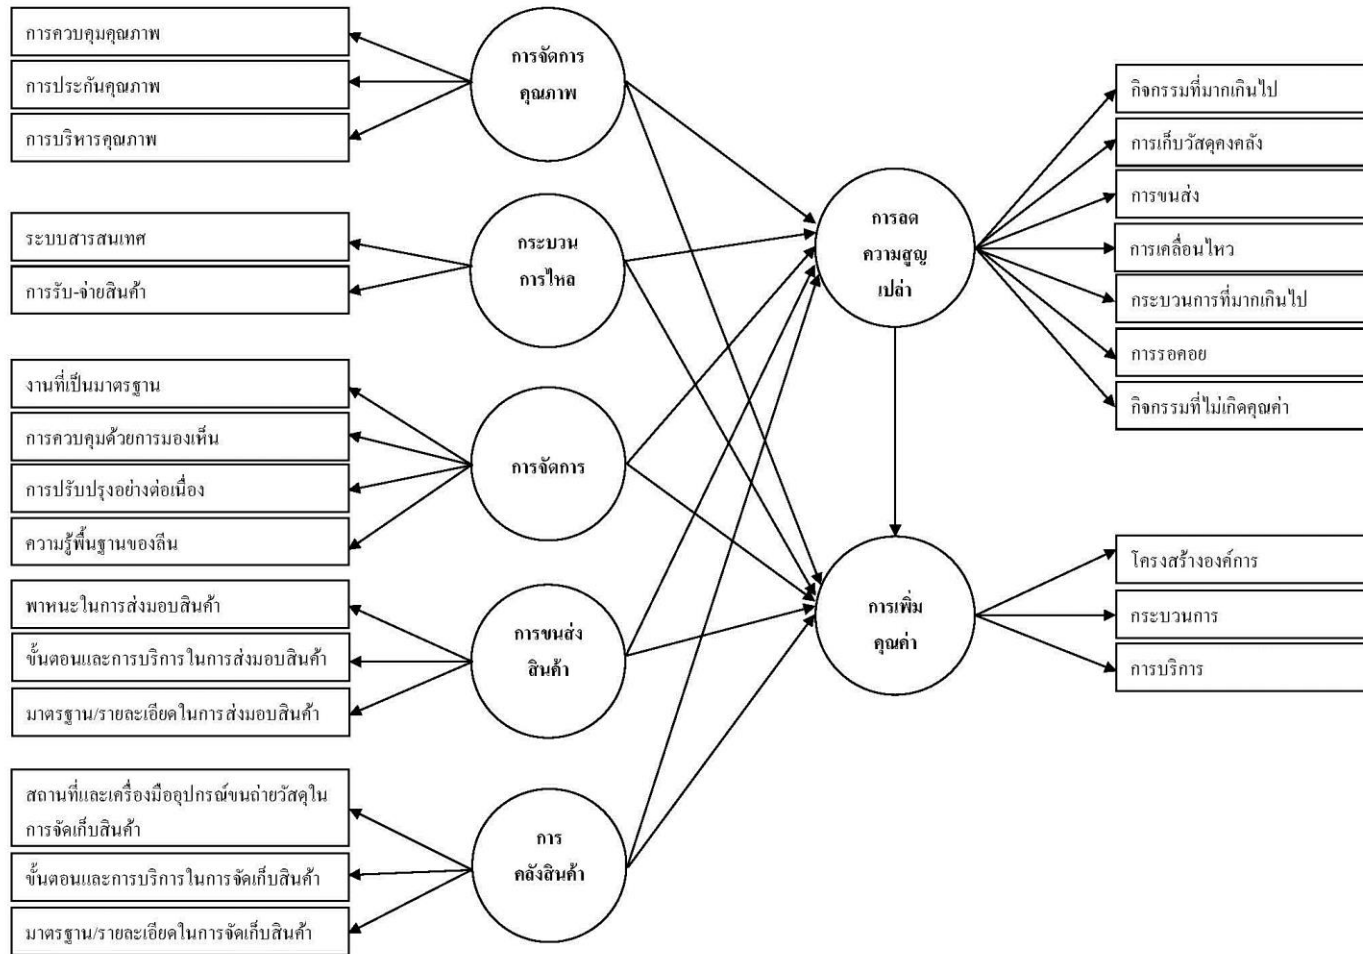 การควบคุมคุณภาพ
การประกันคุณภาพ
การบริหารคุณภาพ
ระบบสารสนเทศ
การรับ-จ่ายสินค้า
งานที่เป็นมาตรฐาน
การควบคุมด้วยการมองเห็น
การปรับปรุงอย่างต่อเนื่อง
ความรู้พื้นฐานของลีน
พาหนะในการส่งมอบสินค้า
ขั้นตอนและการบริการในการส่งมอบสินค้า
มาตรฐาน/รายละเอียดในการส่งมอบสินค้า
สถานที่และเครื่องมืออุปกรณ์ขนถ่ายวัสดุใน
การจัดเก็บสินค้า
ขั้นตอนและการบริการในการจัดเก็บสินค้า
มาตรฐาน/รายละเอียดในการจัดเก็บสินค้า
การจัดการ
คุณภาพ
กระบวน
การไหล
การจัดการ
การขนส่ง
สินค้า
การ
คลังสินค้า
การลด
ความสูญ
เปล่า
การเพิ่ม
คุณค่า
กิจกรรมที่มากเกินไป
การเก็บวัสดุคงคลัง
การขนส่ง
การเคลื่อนไหว
กระบวนการที่มากเกินไป
การรอคอย
กิจกรรมที่ไม่เกิดคุณค่า
โครงสร้างองค์การ
กระบวนการ
การบริการ